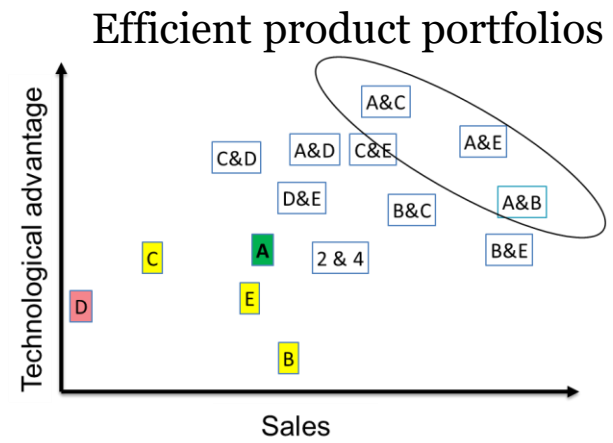 Efficient product portfolios
Technological advantage
A&C
A&E
C&D
A&D
C&E
D&E
A&B
B&C
C
A
2 & 4
B&E
D
E
B
Sales